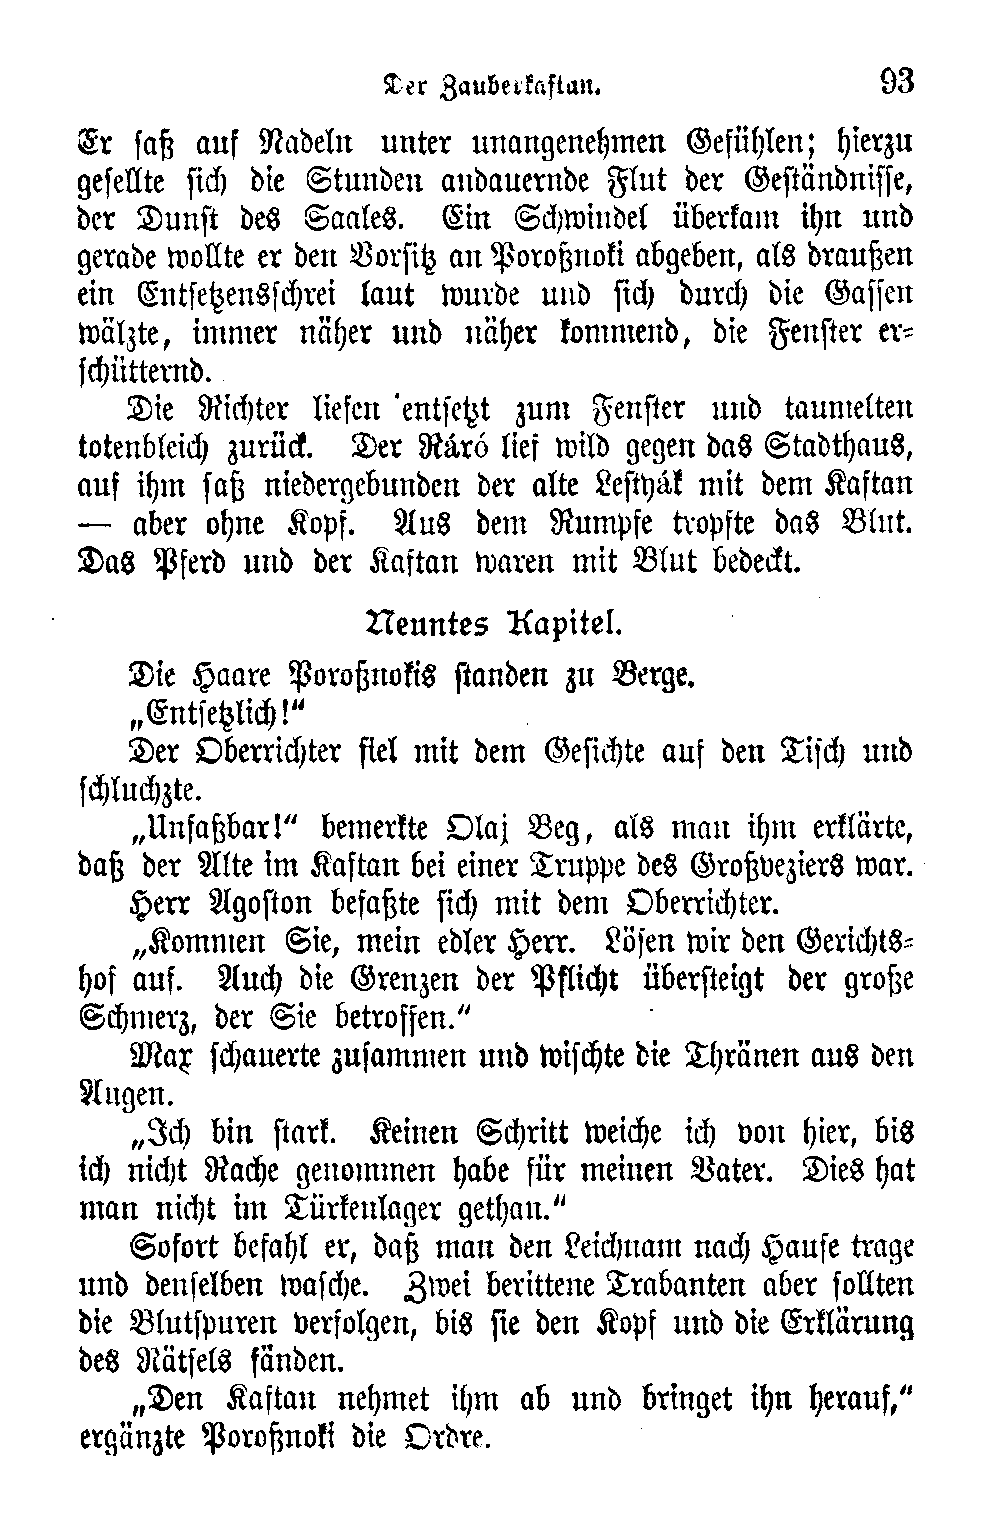 Der Zauberkaftan. 93
Er saß auf Nadeln unter unangenehmen Gefühlen; hierzu
gesellte sich die Stunden andauernde Flut der Geständnisse,
der Dunst des Saales. Ein Schwindel überkam ihn und
gerade wollte er den Vorsitz an Poroßnoki abgeben, als draußen
ein Entsetzensschrei laut wurde und sich durch die Gassen
wälzte, immer näher und näher kommend, die Fenster er-
schütternd.
Die Richter liefen entsetzt zum Fenster und taumelten
totenbleich zurück. Der Ráró lief wild gegen das Stadthaus,
auf ihm saß niedergebunden der alte Lestyák mit dem Kaftan
— aber ohne Kopf. Aus dem Rumpfe tropfte das Blut.
Das Pferd und der Kaftan waren mit Blut bedeckt.
Neuntes Kapitel.
Die Haare Poroßnokis standen zu Berge.
„Entsetzlich!“
Der Oberrichter fiel mit dem Gesichte auf den Tisch und
schluchzte.
„Unfaßbar!“ bemerkte Olaj Beg, als man ihm erklärte,
daß der Alte im Kaftan bei einer Truppe des Großveziers war.
Herr Agoston befaßte sich mit dem Oberrichter.
„Kommen Sie, mein edler Herr. Lösen wir den Gerichts-
hof auf. Auch die Grenzen der Pflicht übersteigt der große
Schmerz, der Sie betroffen.“
Max schauerte zusammen und wischte die Thränen aus den
Augen.
„Ich bin stark. Keinen Schritt weiche ich von hier, bis
ich nicht Rache genommen habe für meinen Vater. Dies hat
man nicht im Türkenlager gethan.“
Sofort befahl er, daß man den Leichnam nach Hause trage
und denselben wasche. Zwei berittene Trabanten aber sollten
die Blutspuren verfolgen, bis sie den Kopf und die Erklärung
des Rätsels fänden.
„Den Kaftan nehmet ihm ab und bringet ihn herauf,“
ergänzte Poroßnoki die Ordre.